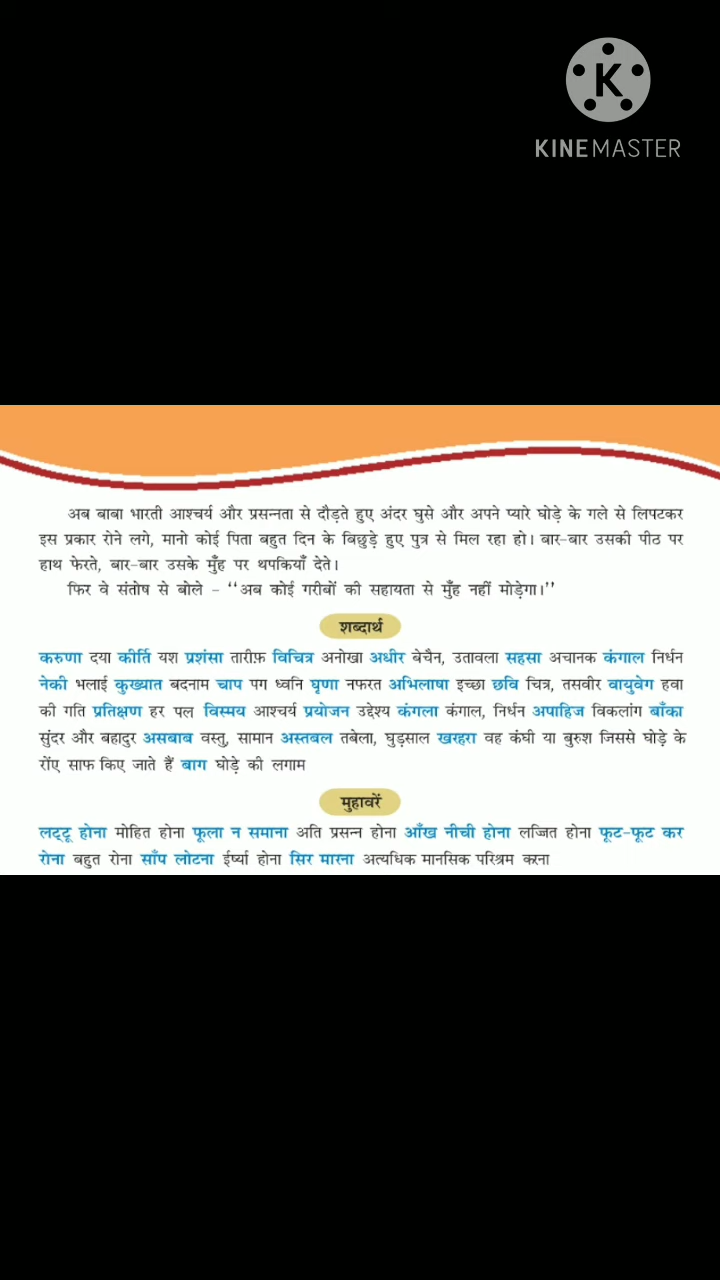 K
KINEMASTER
अब बाबा भारती आश्चर्य और प्रसन्नता से दौड़ते हुए अंदर घुसे और अपने प्यारे घोड़े के गले से लिपटकर
इस प्रकार रोने लगे, मानो कोई पिता बहुत दिन के बिछुड़े हुए पुत्र से मिल रहा हो। बार-बार उसकी पीठ पर
हाथ फेरते, बार-बार उसके मुँह पर थपकियाँ देते।
फिर वे संतोष से बोले - ‘‘अब कोई गरीबों की सहायता से मुँह नहीं मोड़ेगा।’’
शब्दार्थ
करुणा दया कीर्ति यश प्रशंसा तारीफ़ विचित्र अनोखा अधीर बेचैन, उतावला सहसा अचानक कंगाल निर्धन
नेकी भलाई कुख्यात बदनाम चाप पग ध्वनि घृणा नफरत अभिलाषा इच्छा छवि चित्र, तसवीर वायुवेग हवा
की गति प्रतिक्षण हर पल विस्मय आश्चर्य प्रयोजन उद्देश्य कंगला कंगाल, निर्धन अपाहिज विकलांग बाँका
सुंदर और बहादुर असबाब वस्तु, सामान अस्तबल तबेला, घुड़साल खरहरा वह कंघी या बुरुश जिससे घोड़े के
रोंए साफ किए जाते हैं बाग घोड़े की लगाम
मुहावरें
लट्टू होना मोहित होना फूला न समाना अति प्रसन्न होना आँख नीची होना लज्जित होना फूट-फूट कर
रोना बहुत रोना साँप लोटना ईर्ष्या होना सिर मारना अत्यधिक मानसिक परिश्रम करना